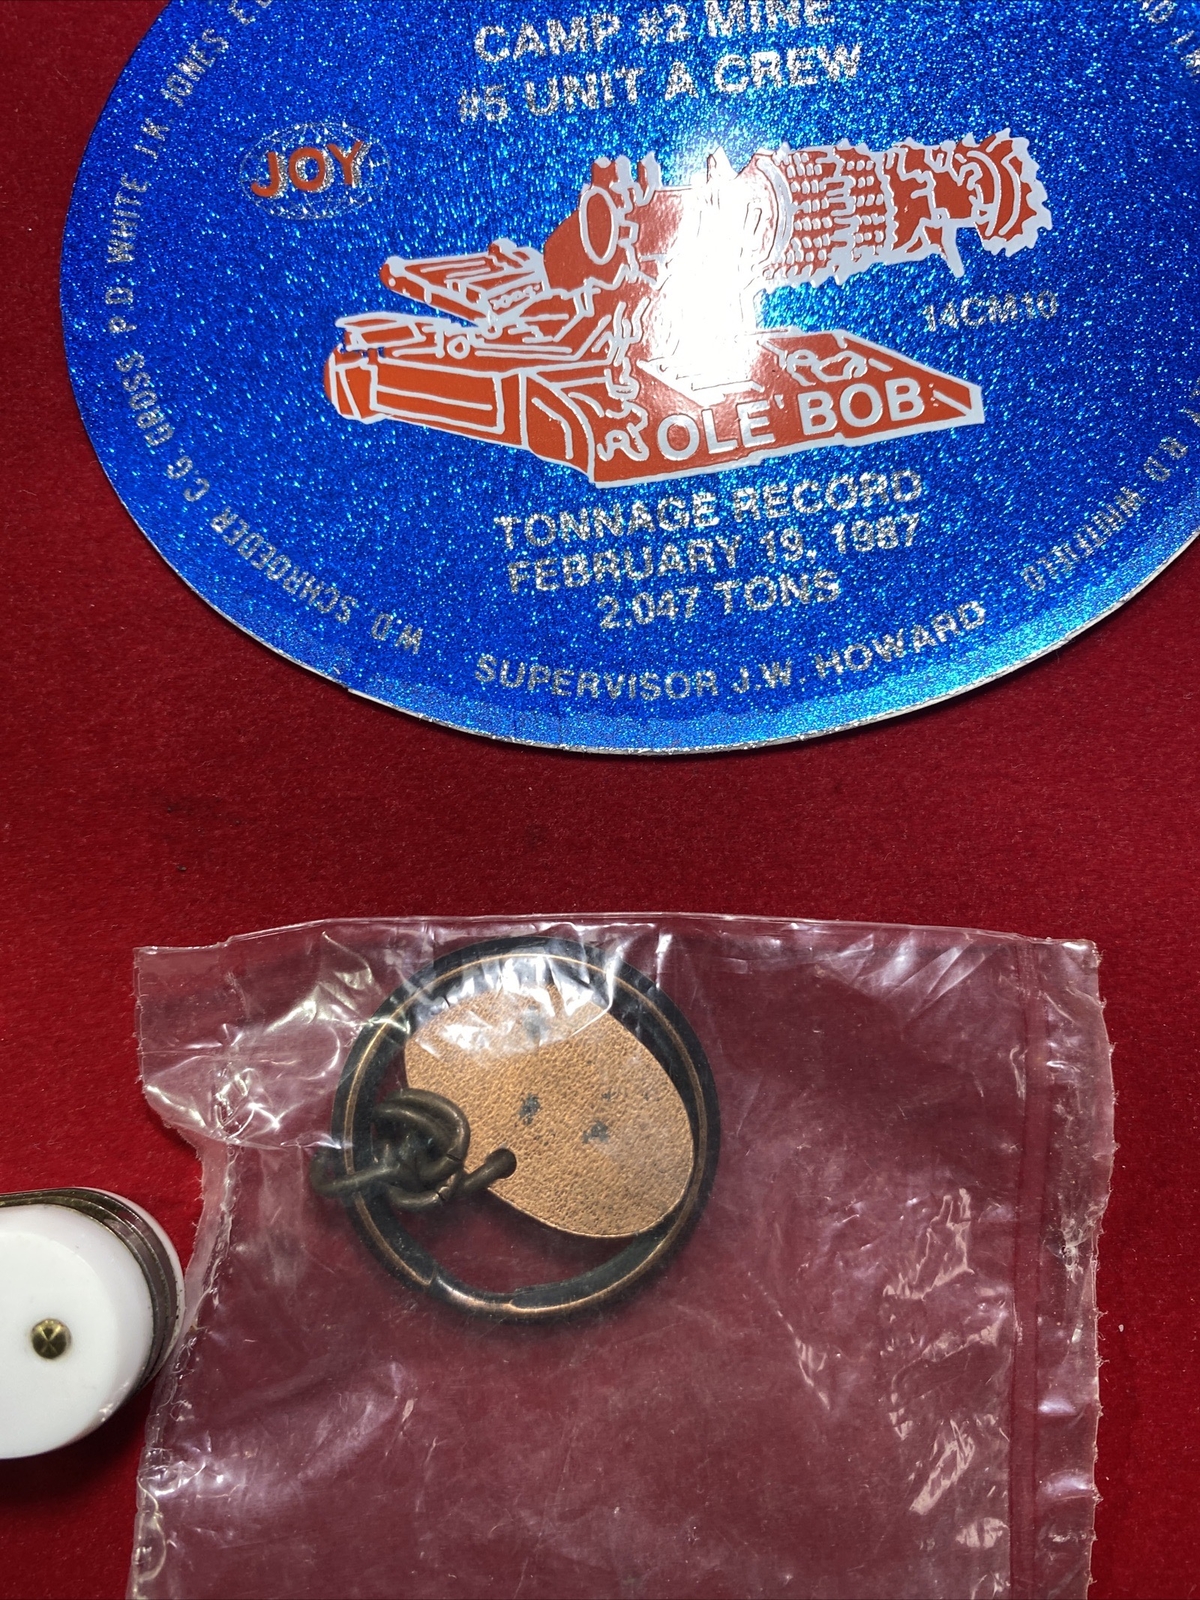 CAMP #2 MINE
#5 UNIT A CREW
JOY
14CM10
OLE' BOB
TONNAGE RECORD
FEBRUARY 19, 1987
2,047 TONS
W.D. SCHROEDER C.G. GROSS P.D. WHITE J.K JONES
SUPERVISOR J.W. HOWARD
R.D. WHITFIELD